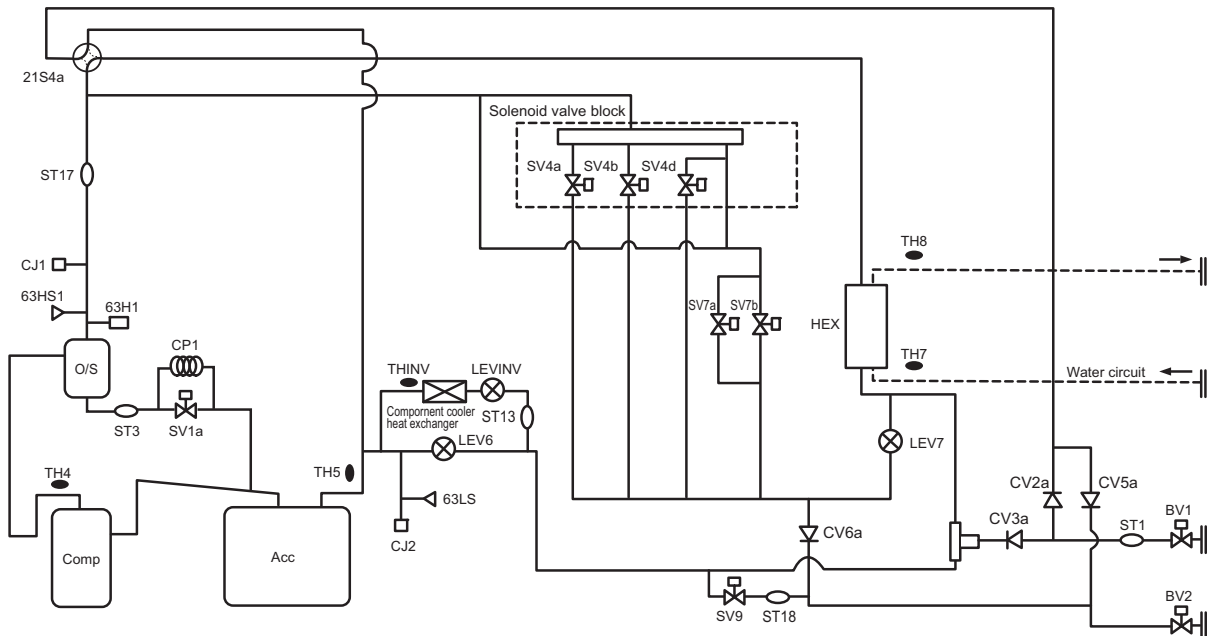 21S4a
Solenoid valve block
SV4a
SV4b
SV4d
ST17
TH8
CJ1
63HS1
63H1
SV7a
SV7b
HEX
CP1
O/S
THINV
LEVINV
TH7
Water circuit
Compornent cooler
heat exchanger
ST13
ST3
SV1a
LEV6
LEV7
TH4
TH5
63LS
CV2a
CV5a
CJ2
CV6a
CV3a
ST1
BV1
Comp
Acc
SV9
ST18
BV2